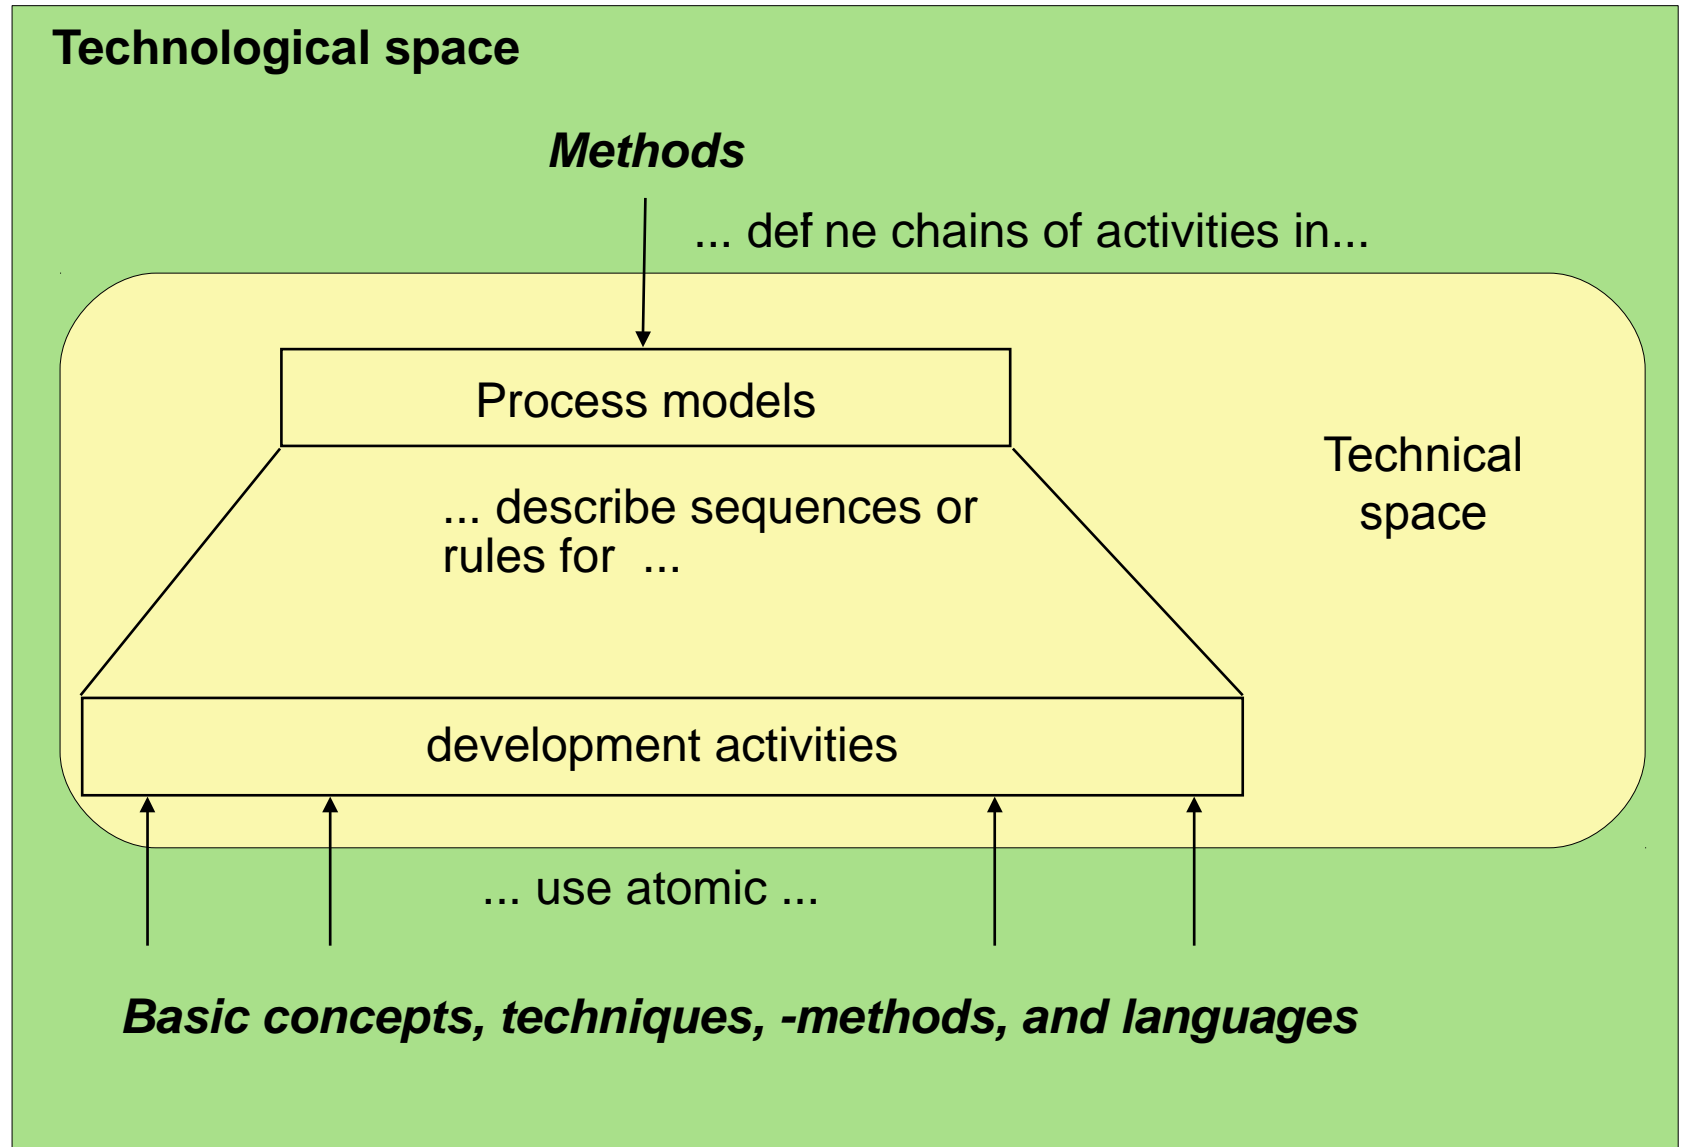 Technological space
Methods
... def ne chains of activities in...
Process models
Technical
space
... describe sequences or
rules for ...
development activities
... use atomic ...
Basic concepts, techniques, -methods, and languages